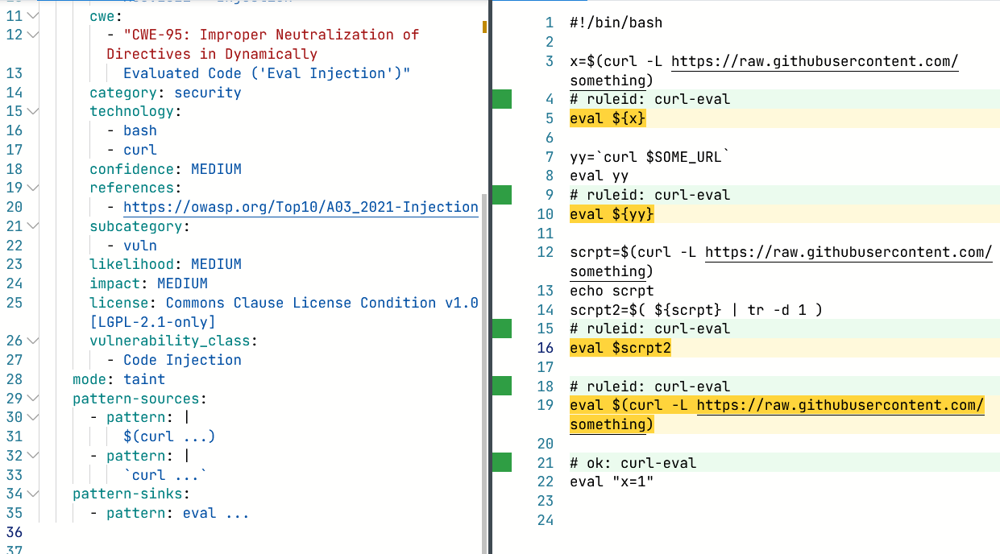 11 cwe:
12 - "CWE-95: Improper Neutralization of
Directives in Dynamically
13 Evaluated Code ('Eval Injection')"
14 category: security
15 technology:
16 - bash
17 - curl
18 confidence: MEDIUM
19 references:
20 - https://owasp.org/Top10/A03_2021-Injection
21 subcategory:
22 - vuln
23 likelihood: MEDIUM
24 impact: MEDIUM
25 license: Commons Clause License Condition v1.0
[LGPL-2.1-only]
26 vulnerability_class:
27 - Code Injection
28 mode: taint
29 pattern-sources:
30 - pattern: |
31 $(curl ...)
32 - pattern: |
33 `curl ...`
34 pattern-sinks:
35 - pattern: eval ...
36
37
1 #!/bin/bash
2
3 x=$(curl -L https://raw.githubusercontent.com/
something)
4 # ruleid: curl-eval
5 eval ${x}
6
7 yy=`curl $SOME_URL`
8 eval yy
9 # ruleid: curl-eval
10 eval ${yy}
11
12 scrpt=$(curl -L https://raw.githubusercontent.com/
something)
13 echo scrpt
14 scrpt2=$( ${scrpt} | tr -d 1 )
15 # ruleid: curl-eval
16 eval $scrpt2
17
18 # ruleid: curl-eval
19 eval $(curl -L https://raw.githubusercontent.com/
something)
20
21 # ok: curl-eval
22 eval "x=1"
23
24